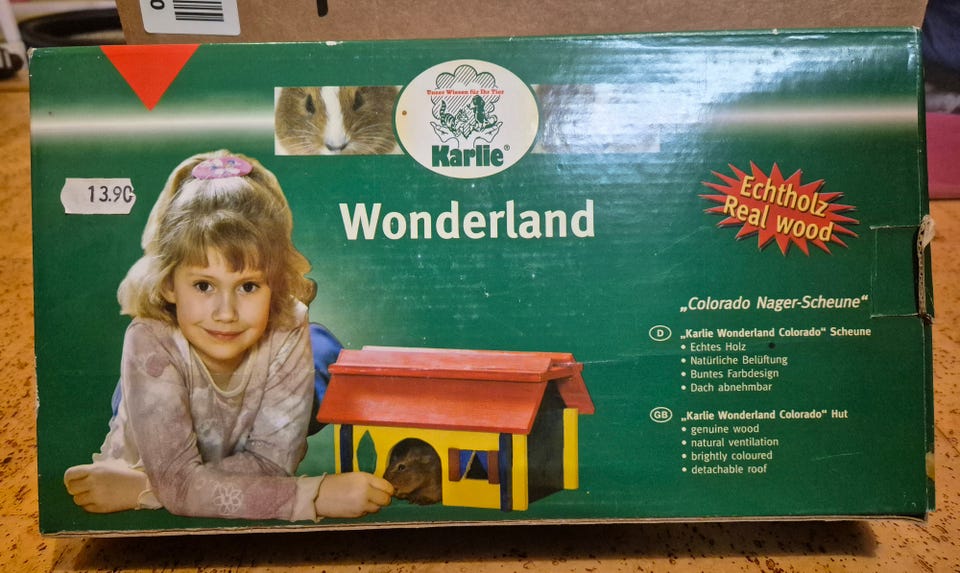 Unser Wissen für Ihr Tier
Karlie®
13.90
Wonderland
Echtholz
Real wood
„Colorado Nager-Scheune“
D „Karlie Wonderland Colorado“ Scheune
• Echtes Holz
• Natürliche Belüftung
• Buntes Farbdesign
• Dach abnehmbar
GB „Karlie Wonderland Colorado“ Hut
• genuine wood
• natural ventilation
• brightly coloured
• detachable roof